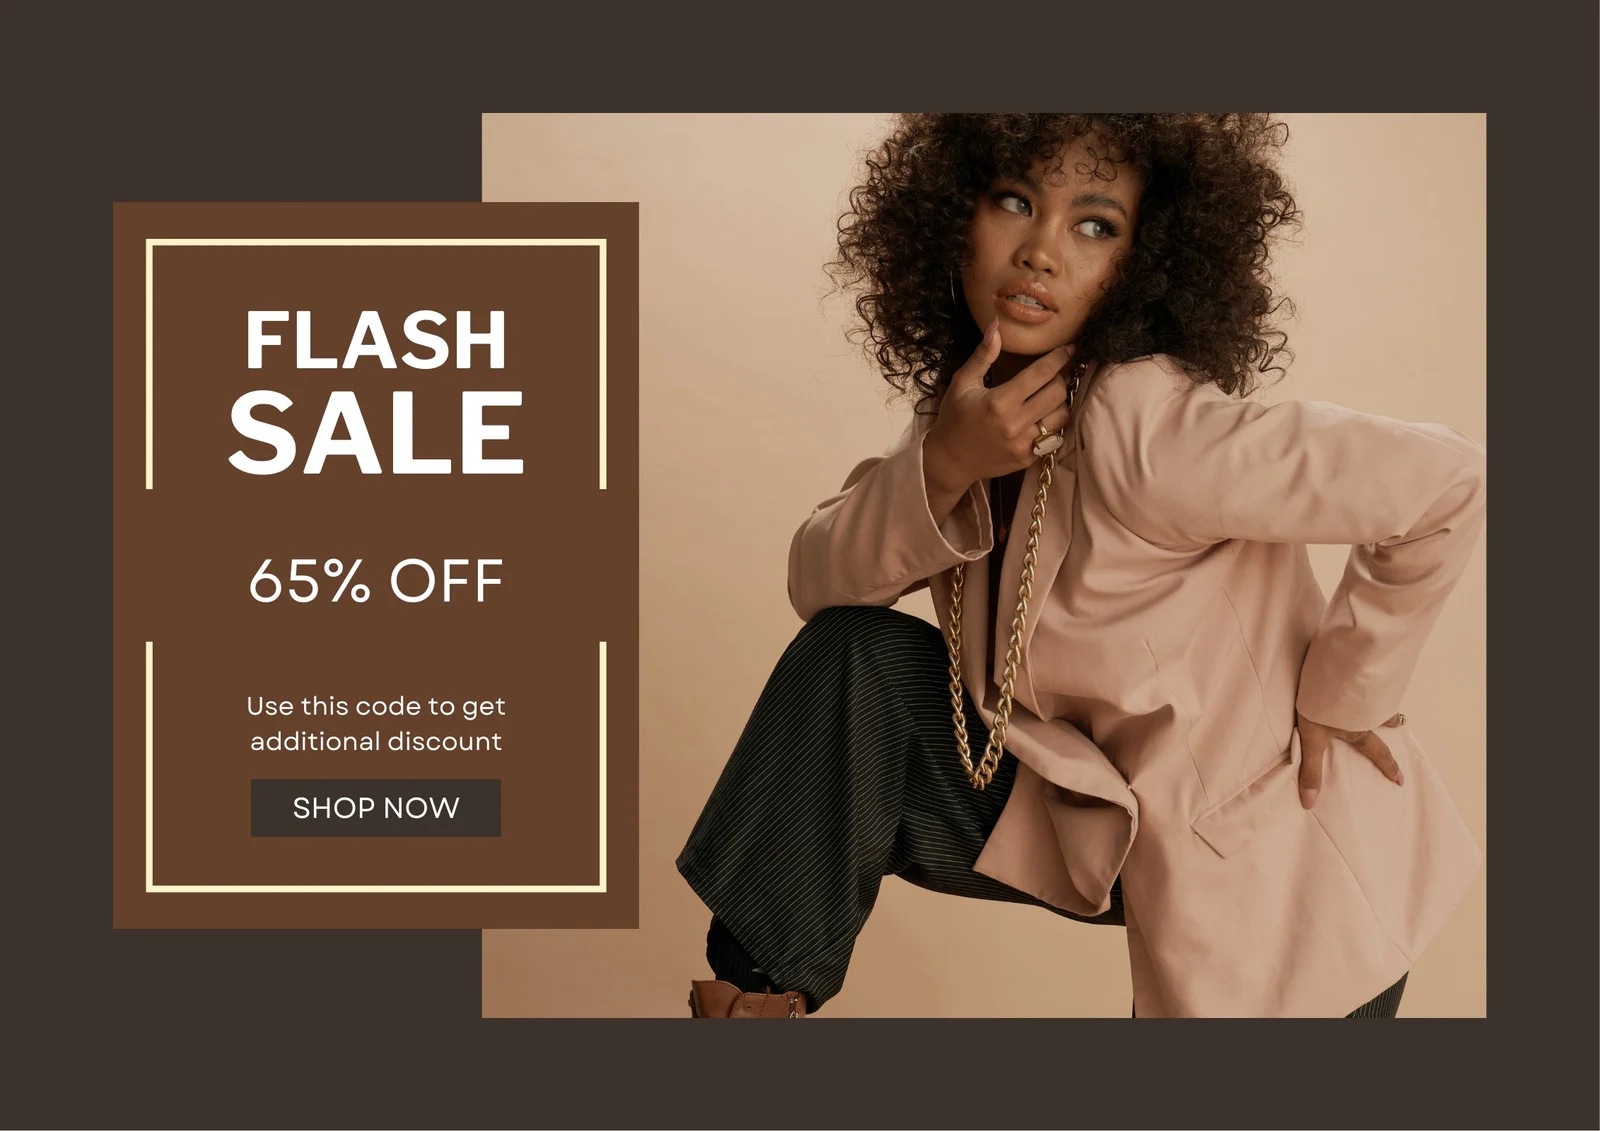 FLASH
SALE
65% OFF
Use this code to get
additional discount
SHOP NOW